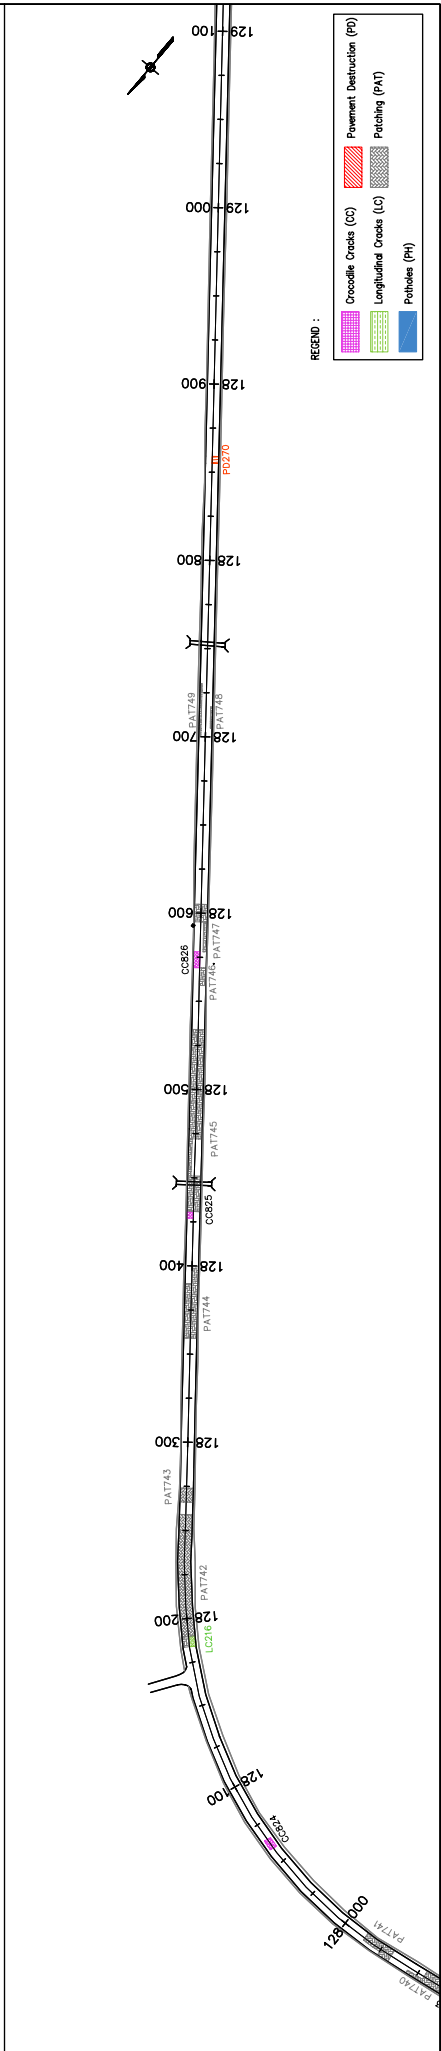 129 100
129 000
128 900
PD270
128 800
PAT749
PAT748
128 700
128 600
CC826
PAT747
PAT746
128 500
PAT745
CC825
128 400
PAT744
128 300
PAT743
PAT742
128 200
LC216
128 100
CC824
128 000
PAT741
PAT740
REGEND :
Crocodile Cracks (CC)
Pavement Destruction (PD)
Longitudinal Cracks (LC)
Patching (PAT)
Potholes (PH)